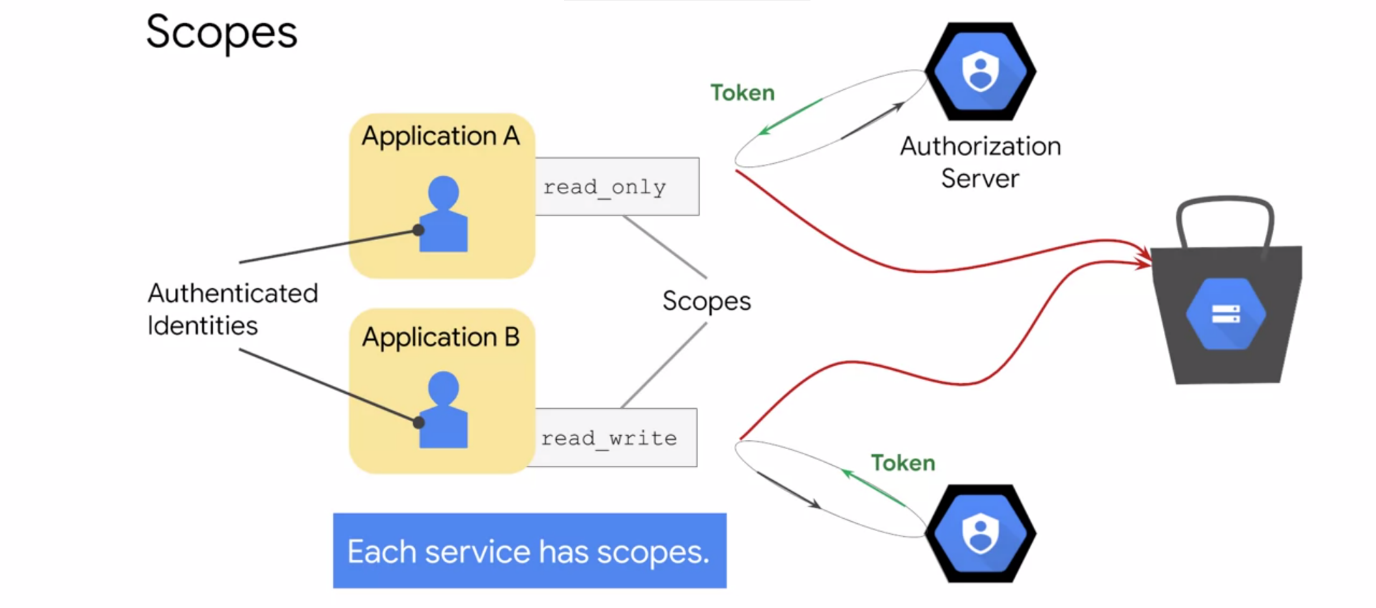 Scopes
Token
Application A
read_only
Authorization
Server
Authenticated
Identities
Scopes
Application B
read_write
Token
Each service has scopes.